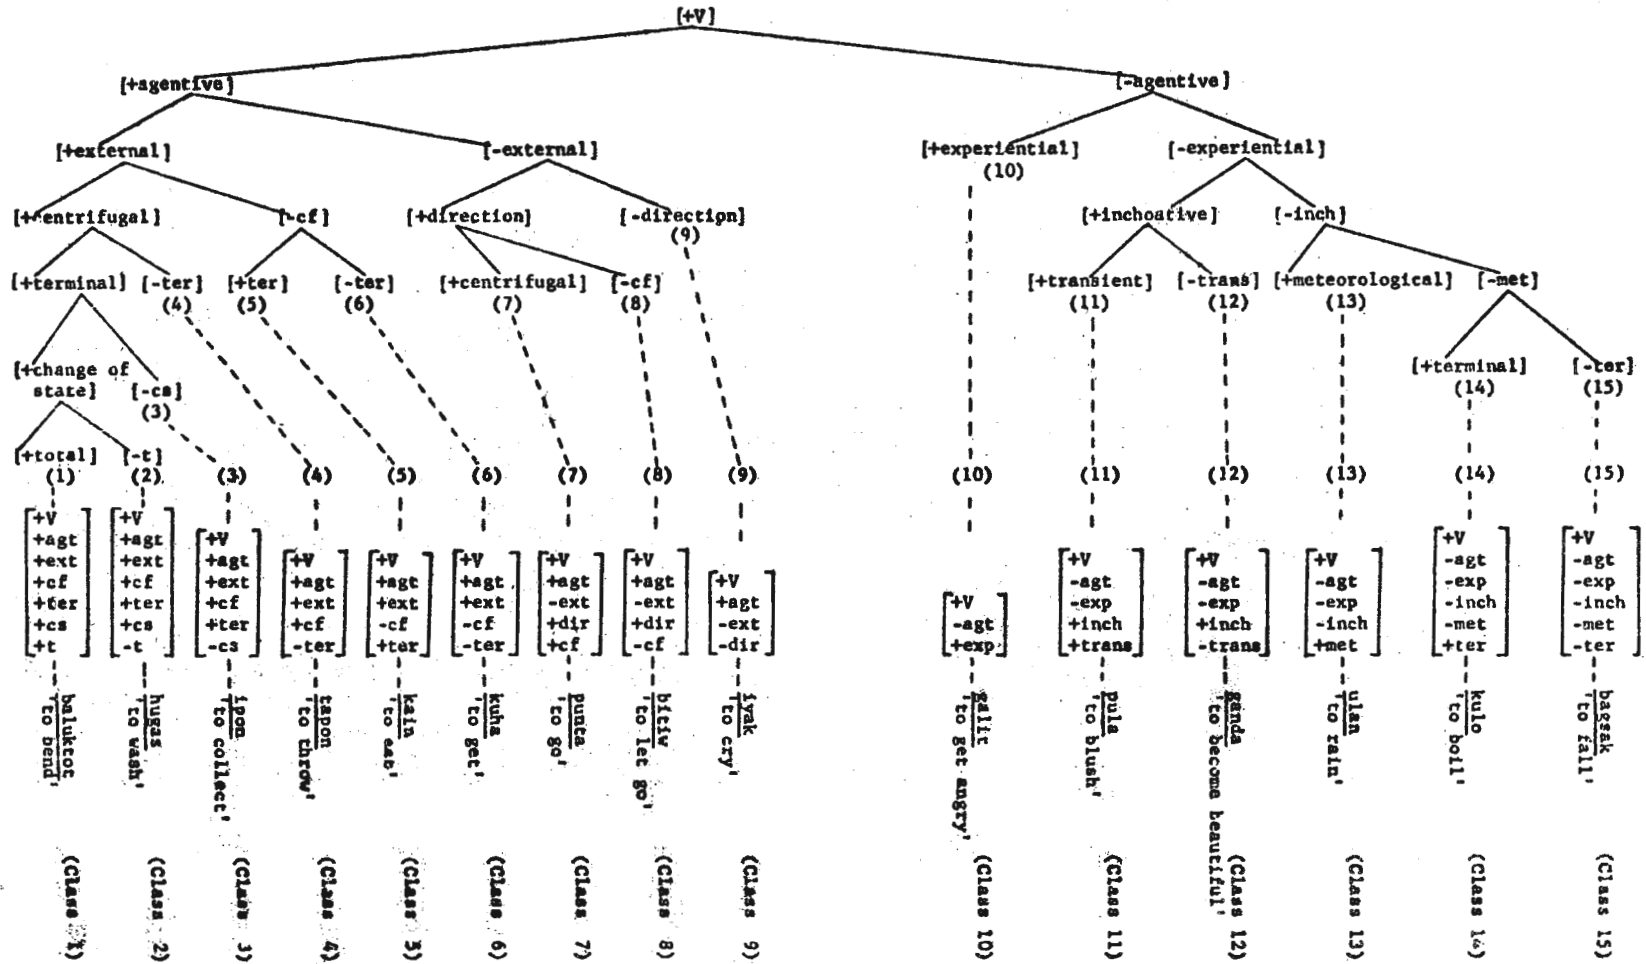 [+V]
[+agentive] [-agentive]
[+external] [-external] [+experiential] [-experiential]
(10)
[+centrifugal] [-cf] [+direction] [-direction] [+inchoative] [-inch]
(9)
[+terminal] [-ter] [+ter] [-ter] [+centrifugal] [-cf] [+transient] [-trans] [+meteorological] [-met]
(4) (5) (6) (7) (8) (11) (12) (13)
[+change of
state] [-cs] [+terminal] [-ter]
(3) (14) (15)
[+total] [-t]
(1) (2) (3) (4) (5) (6) (7) (8) (9) (10) (11) (12) (13) (14) (15)
+V
+agt
+ext
+cf
+ter
+cs
+t
baluktot
'to bend'
(Class 1)
+V
+agt
+ext
+cf
+ter
+cs
-t
hugas
'to wash'
(Class 2)
+V
+agt
+ext
+cf
+ter
-cs
ipon
'to collect'
(Class 3)
+V
+agt
+ext
+cf
-ter
tapon
'to throw'
(Class 4)
+V
+agt
+ext
-cf
+ter
kain
'to eat'
(Class 5)
+V
+agt
+ext
-cf
-ter
kuha
'to get'
(Class 6)
+V
+agt
-ext
+dir
+cf
punta
'to go'
(Class 7)
+V
+agt
-ext
+dir
-cf
bitiw
'to let go'
(Class 8)
+V
+agt
-ext
-dir
iyak
'to cry'
(Class 9)
+V
-agt
+exp
galit
'to get angry'
(Class 10)
+V
-agt
-exp
+inch
+trans
pula
'to blush'
(Class 11)
+V
-agt
-exp
+inch
-trans
ganda
'to become beautiful'
(Class 12)
+V
-agt
-exp
-inch
+met
ulan
'to rain'
(Class 13)
+V
-agt
-exp
-inch
-met
+ter
kulo
'to boil'
(Class 14)
+V
-agt
-exp
-inch
-met
-ter
bagsak
'to fall'
(Class 15)